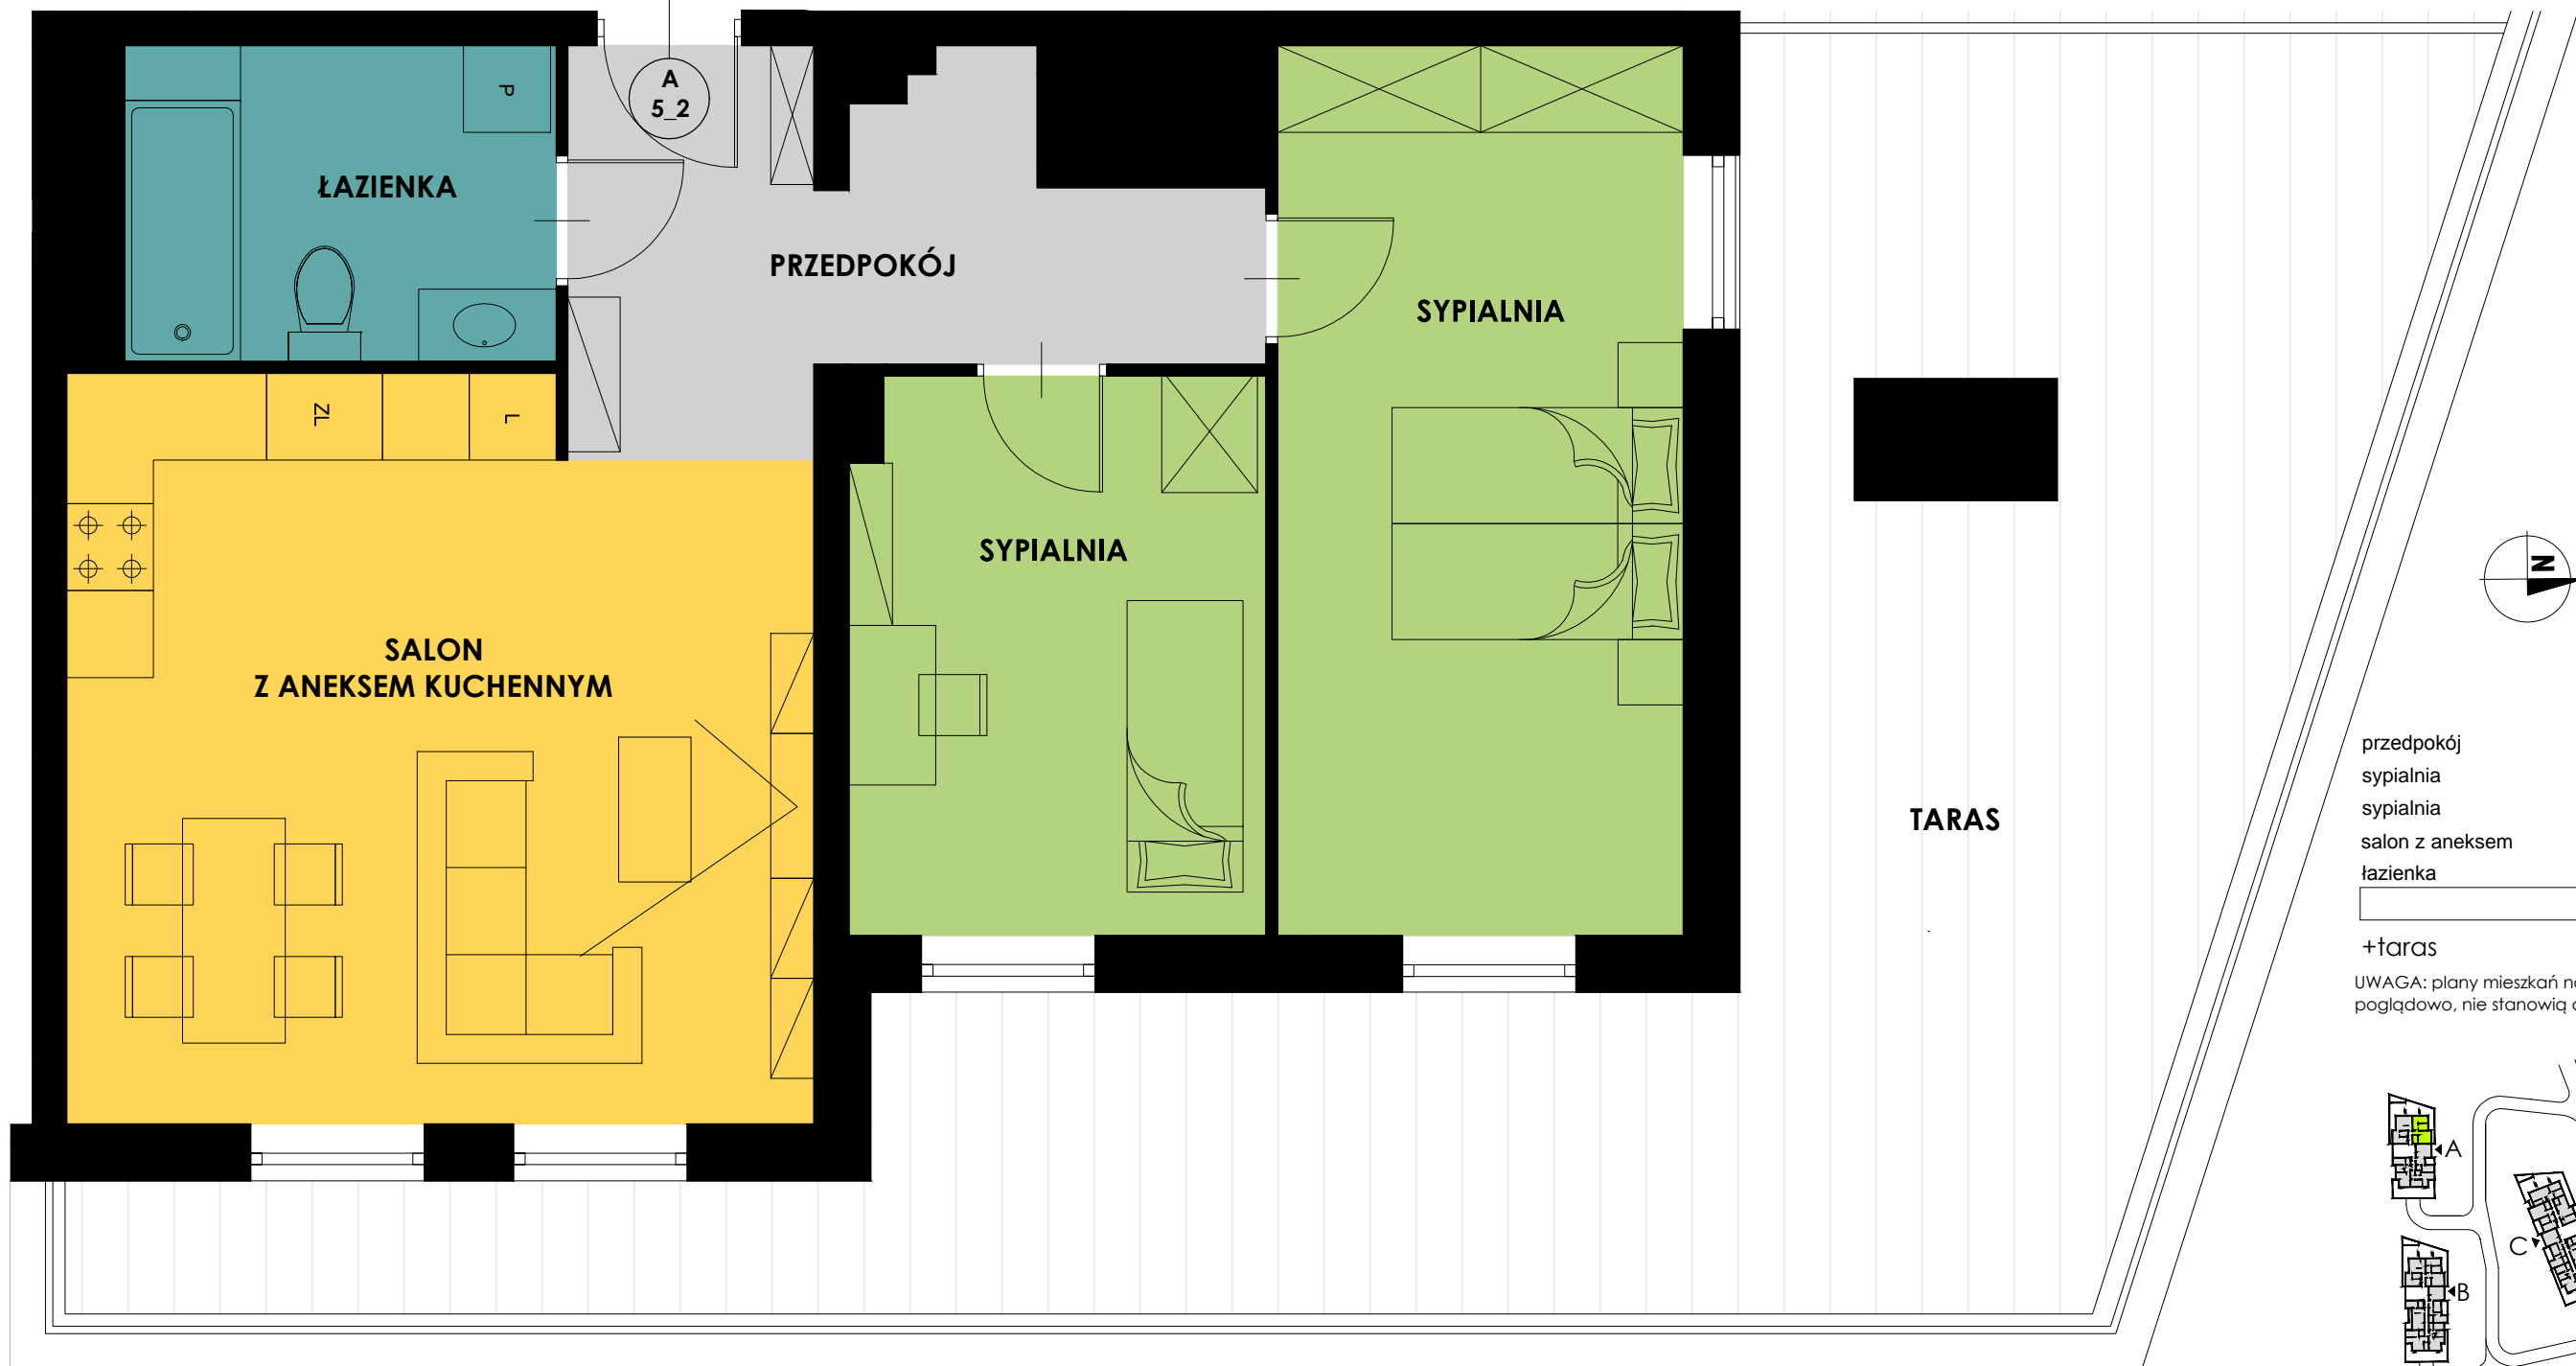 A
5_2
P
ŁAZIENKA
PRZEDPOKÓJ
SYPIALNIA
ZL
L
SYPIALNIA
N
SALON
Z ANEKSEM KUCHENNYM
TARAS
przedpokój
sypialnia
sypialnia
salon z aneksem
łazienka
+taras
UWAGA: plany mieszkań
poglądowo, nie stanowią
A
C
B